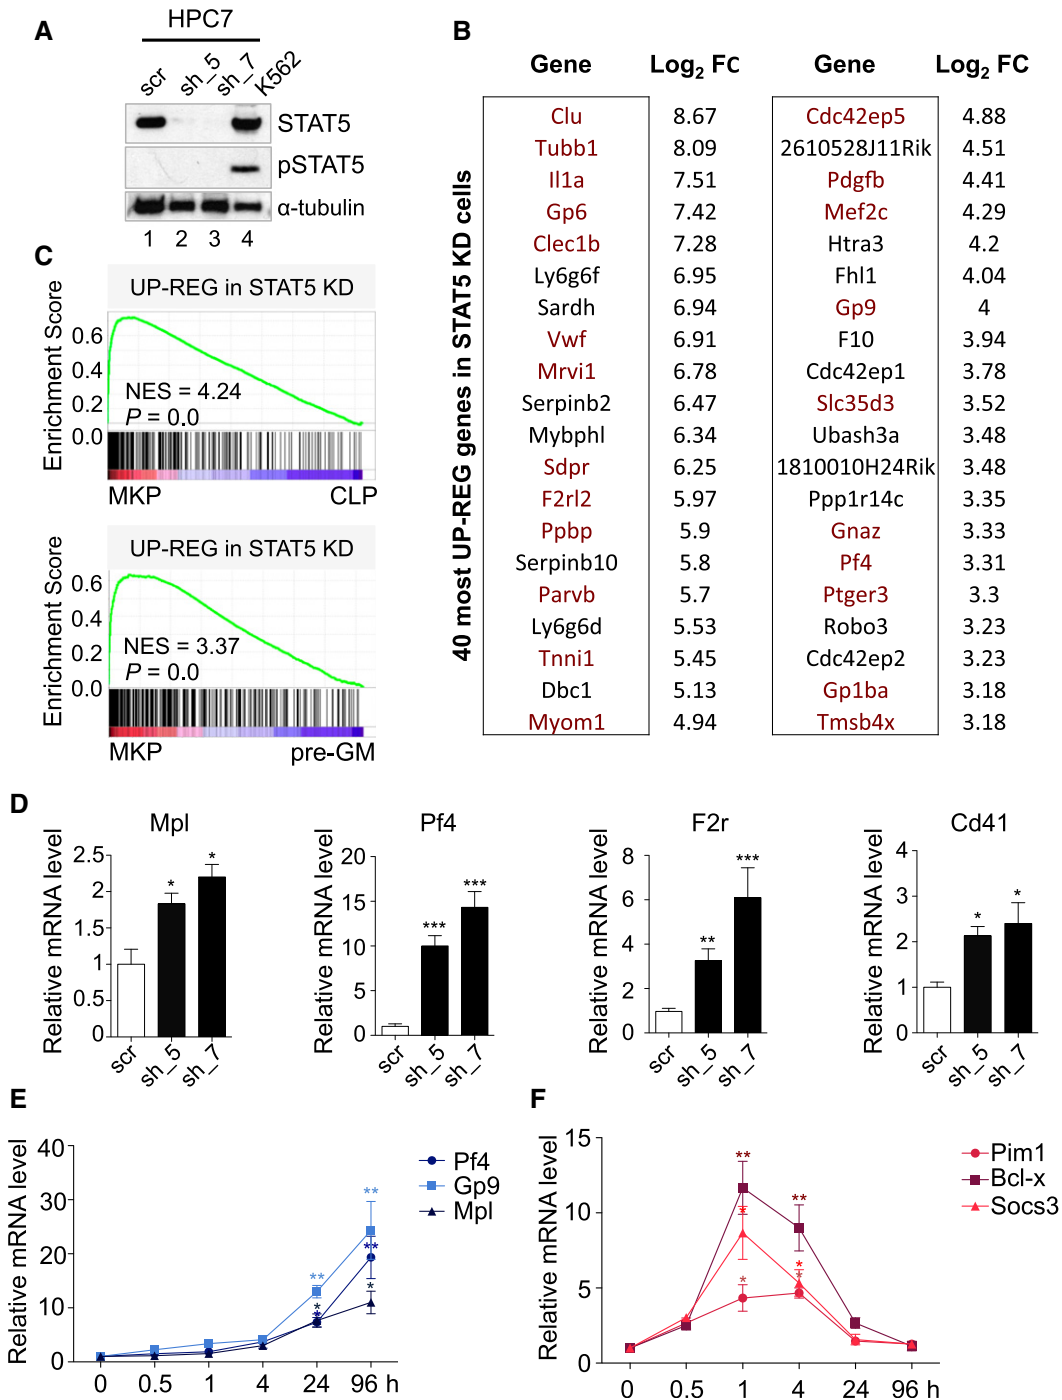 A
HPC7
scr
sh_5
sh_7
K562
STAT5
pSTAT5
α-tubulin
1 2 3 4
B
Gene Log2 FC Gene Log2 FC
40 most UP-REG genes in STAT5 KD cells
Clu 8.67 Cdc42ep5 4.88
Tubb1 8.09 2610528J11Rik 4.51
Il1a 7.51 Pdgfb 4.41
Gp6 7.42 Mef2c 4.29
Clec1b 7.28 Htra3 4.2
Ly6g6f 6.95 Fhl1 4.04
Sardh 6.94 Gp9 4
Vwf 6.91 F10 3.94
Mrvi1 6.78 Cdc42ep1 3.78
Serpinb2 6.47 Slc35d3 3.52
Mybphl 6.34 Ubash3a 3.48
Sdpr 6.25 1810010H24Rik 3.48
F2rl2 5.97 Ppp1r14c 3.35
Ppbp 5.9 Gnaz 3.33
Serpinb10 5.8 Pf4 3.31
Parvb 5.7 Ptger3 3.3
Ly6g6d 5.53 Robo3 3.23
Tnni1 5.45 Cdc42ep2 3.23
Dbc1 5.13 Gp1ba 3.18
Myom1 4.94 Tmsb4x 3.18
C
UP-REG in STAT5 KD
Enrichment Score
0.6
0.4
0.2
0.0
NES = 4.24
P = 0.0
MKP CLP
UP-REG in STAT5 KD
Enrichment Score
0.6
0.4
0.2
0.0
NES = 3.37
P = 0.0
MKP pre-GM
D
Mpl
Relative mRNA level
2.5
2
1.5
1
0.5
0
*
*
scr
sh_5
sh_7
Pf4
Relative mRNA level
20
15
10
5
0
***
***
scr
sh_5
sh_7
F2r
Relative mRNA level
8
6
4
2
0
**
***
scr
sh_5
sh_7
Cd41
Relative mRNA level
4
3
2
1
0
*
*
scr
sh_5
sh_7
E
Relative mRNA level
40
30
20
10
0
**
**
**
*
*
*
0 0.5 1 4 24 96 h
Pf4
Gp9
Mpl
F
Relative mRNA level
15
10
5
0
**
**
*
*
*
*
0 0.5 1 4 24 96 h
Pim1
Bcl-x
Socs3